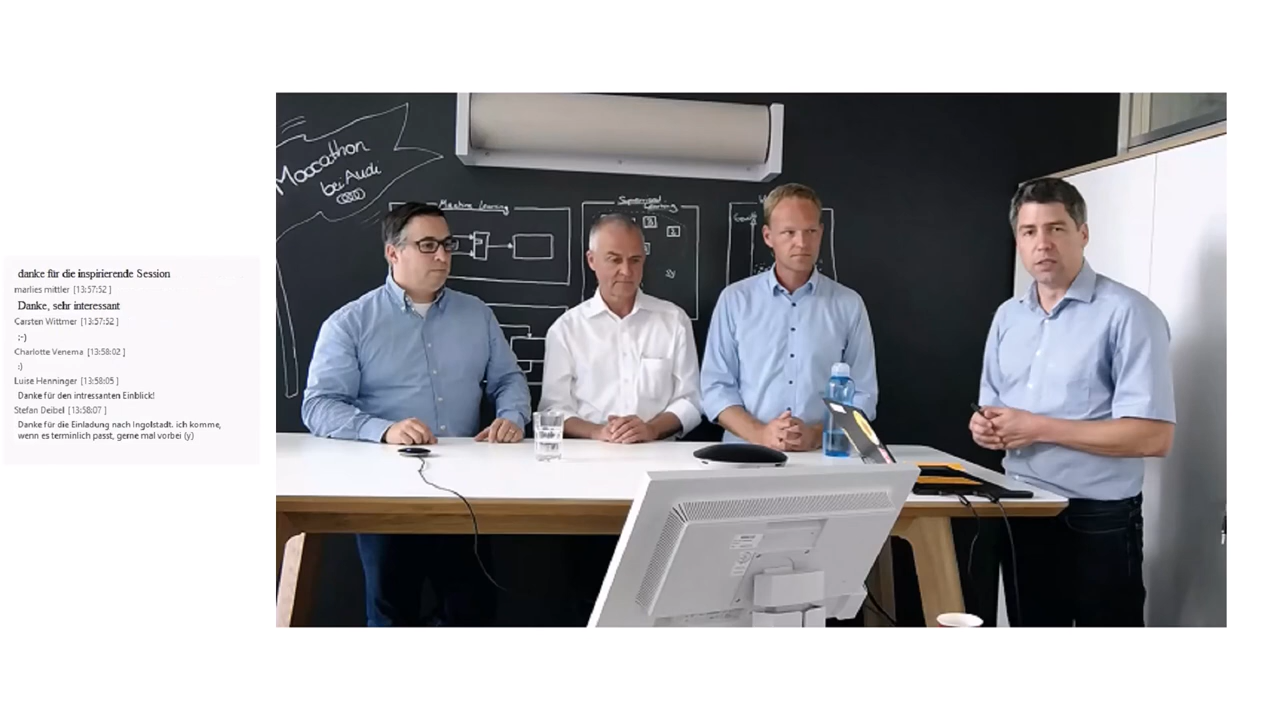 danke für die inspirierende Session
marlies mittler [13:57:52 ]
Danke, sehr interessant
Carsten Wittmer [13:57:52 ]
;-)
Charlotte Venema [13:58:02 ]
:)
Luise Henninger [13:58:05 ]
Danke für den intressanten Einblick!
Stefan Deibel [13:58:07 ]
Danke für die Einladung nach Ingolstadt. ich komme,
wenn es terminlich passt, gerne mal vorbei (y)
Moocathon
bei Audi
Machine Learning
Supervised
Learning